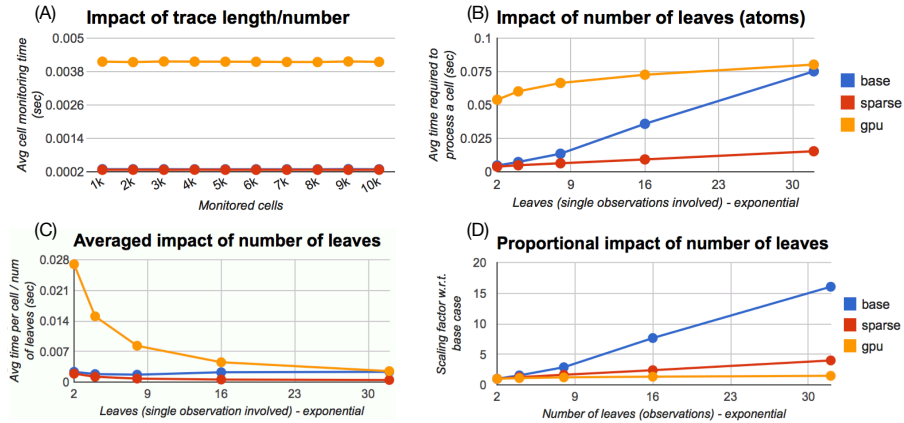 (A)
Impact of trace length/number
0.005
0.0038
0.0026
0.0014
0.0002
Avg cell monitoring time
(sec)
1k 2k 3k 4k 5k 6k 7k 8k 9k 10k
Monitored cells
(B)
Impact of number of leaves (atoms)
0.1
0.075
0.05
0.025
0
Avg time required to
process a cell (sec)
2 9 16 23 30
Leaves (single observations involved) - exponential
base
sparse
gpu
(C)
Averaged impact of number of leaves
0.028
0.021
0.014
0.007
0
Avg time per cell / num
of leaves (sec)
2 9 16 23 30
Leaves (single observation involved) - exponential
(D)
Proportional impact of number of leaves
20
15
10
5
0
Scaling factor w.r.t.
base case
2 9 16 23 30
Number of leaves (observations) - exponential
base
sparse
gpu